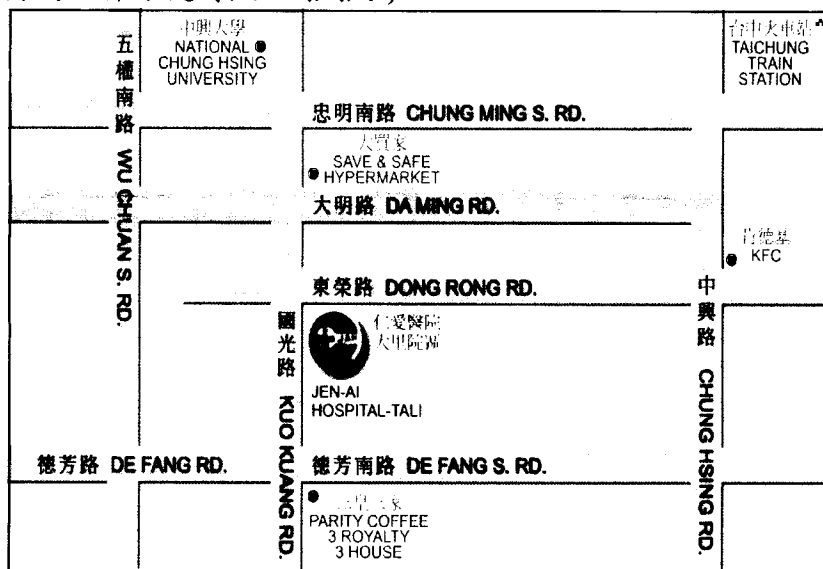 五權南路 WU CHUAN S. RD.
中興大學
NATIONAL
CHUNG HSING
UNIVERSITY
台中火車站
TAICHUNG
TRAIN
STATION
忠明南路 CHUNG MING S. RD.
大買家
SAVE & SAFE
HYPERMARKET
大明路 DA MING RD.
肯德基
KFC
東榮路 DONG RONG RD.
中興路 CHUNG HSING RD.
國光路 KUO KUANG RD.
仁愛醫院
大里院區
JEN-AI
HOSPITAL-TALI
德芳路 DE FANG RD.
德芳南路 DE FANG S. RD.
三皇三家
PARITY COFFEE
3 ROYALTY
3 HOUSE